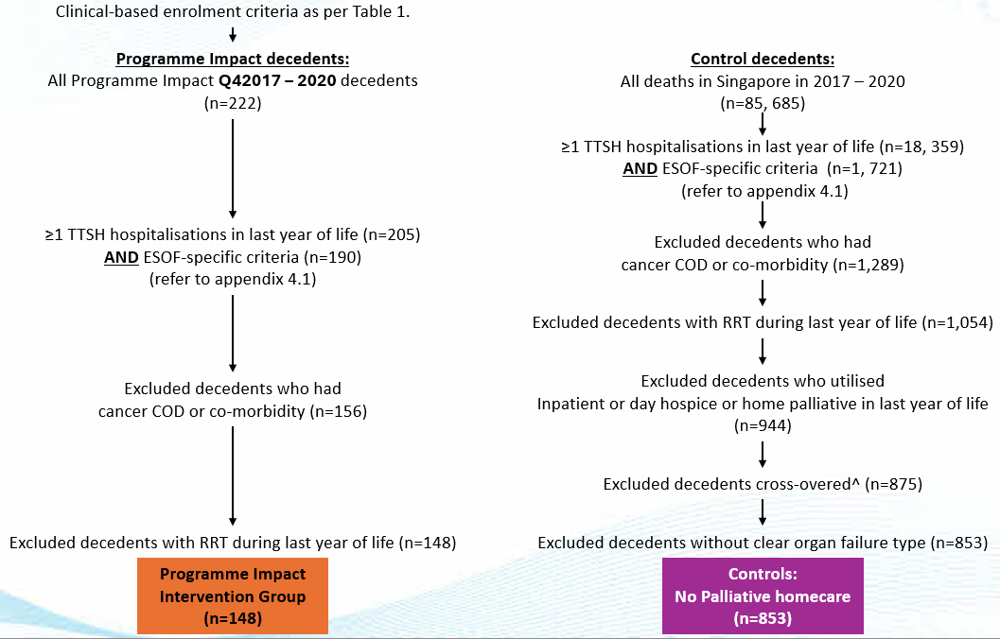 Clinical-based enrolment criteria as per Table 1.
Programme Impact decedents:
All Programme Impact Q42017 – 2020 decedents
(n=222)
≥1 TTSH hospitalisations in last year of life (n=205)
AND ESOF-specific criteria (n=190)
(refer to appendix 4.1)
Excluded decedents who had
cancer COD or co-morbidity (n=156)
Excluded decedents with RRT during last year of life (n=148)
Programme Impact
Intervention Group
(n=148)
Control decedents:
All deaths in Singapore in 2017 – 2020
(n=85, 685)
≥1 TTSH hospitalisations in last year of life (n=18, 359)
AND ESOF-specific criteria (n=1, 721)
(refer to appendix 4.1)
Excluded decedents who had
cancer COD or co-morbidity (n=1,289)
Excluded decedents with RRT during last year of life (n=1,054)
Excluded decedents who utilised
Inpatient or day hospice or home palliative in last year of life
(n=944)
Excluded decedents cross-overed^ (n=875)
Excluded decedents without clear organ failure type (n=853)
Controls:
No Palliative homecare
(n=853)